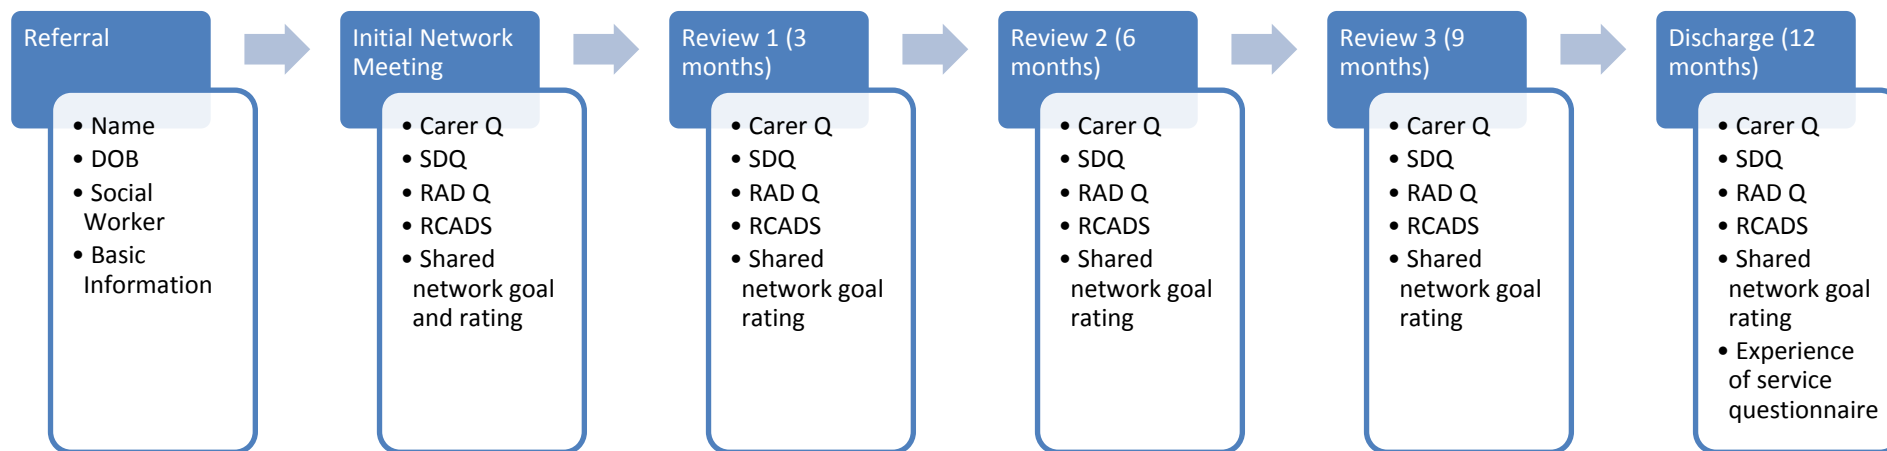 Referral
• Name
• DOB
• Social
Worker
• Basic
Information
Initial Network
Meeting
• Carer Q
• SDQ
• RAD Q
• RCADS
• Shared
network goal
and rating
Review 1 (3
months)
• Carer Q
• SDQ
• RAD Q
• RCADS
• Shared
network goal
rating
Review 2 (6
months)
• Carer Q
• SDQ
• RAD Q
• RCADS
• Shared
network goal
rating
Review 3 (9
months)
• Carer Q
• SDQ
• RAD Q
• RCADS
• Shared
network goal
rating
Discharge (12
months)
• Carer Q
• SDQ
• RAD Q
• RCADS
• Shared
network goal
rating
• Experience
of service
questionnaire